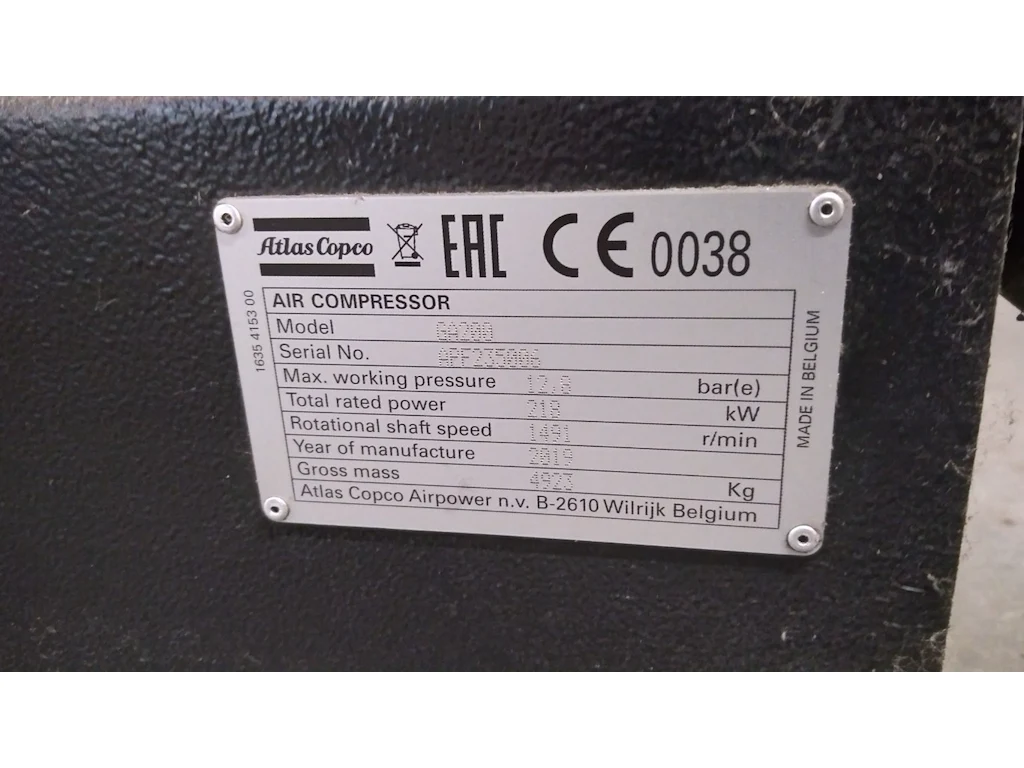 Atlas Copco
EAC CE 0038
1635 4153 00
AIR COMPRESSOR
Model GA200
Serial No. APF235006
Max. working pressure 12.8 bar(e)
Total rated power 218 kW
Rotational shaft speed 1491 r/min
Year of manufacture 2019
Gross mass 4923 Kg
Atlas Copco Airpower n.v. B-2610 Wilrijk Belgium
MADE IN BELGIUM